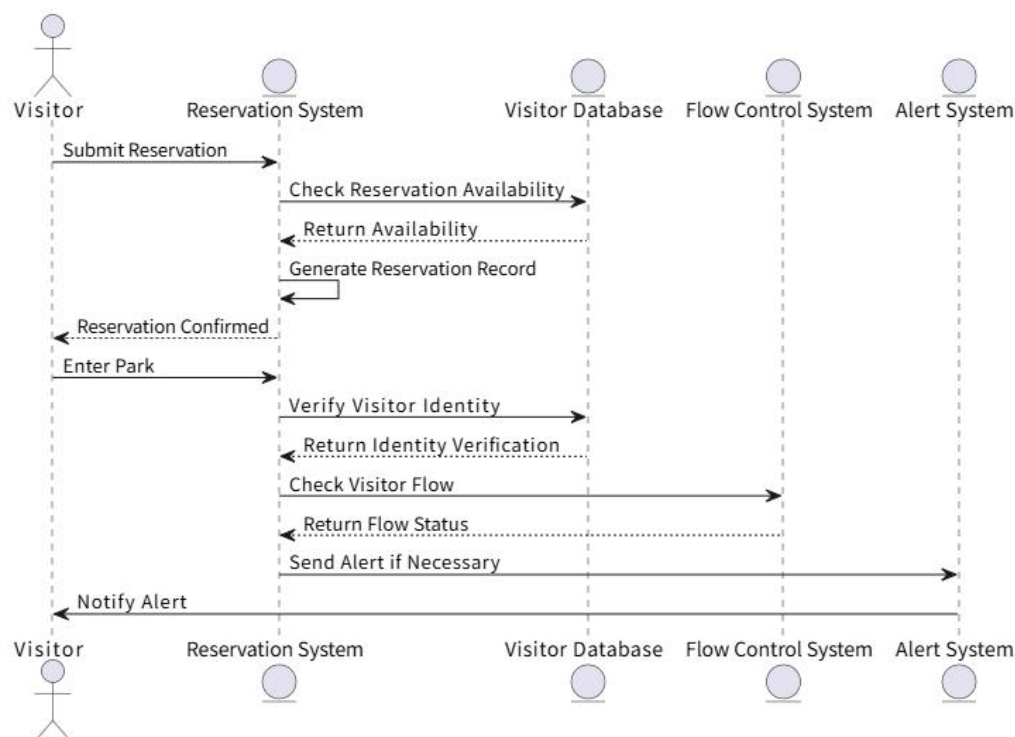 Visitor
Reservation System
Visitor Database
Flow Control System
Alert System
Submit Reservation
Check Reservation Availability
Return Availability
Generate Reservation Record
Reservation Confirmed
Enter Park
Verify Visitor Identity
Return Identity Verification
Check Visitor Flow
Return Flow Status
Send Alert if Necessary
Notify Alert
Visitor
Reservation System
Visitor Database
Flow Control System
Alert System